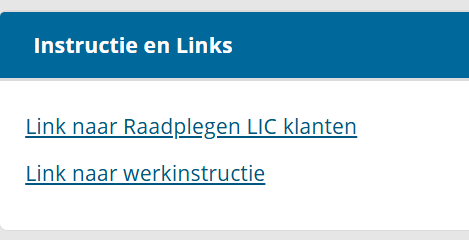 Instructie en Links
Link naar Raadplegen LIC klanten
Link naar werkinstructie